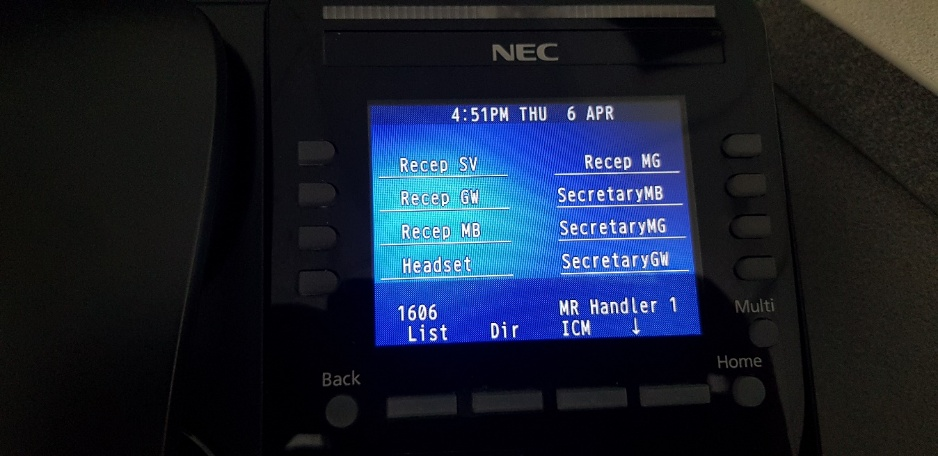 NEC
4:51PM THU 6 APR
Recep SV Recep MG
Recep GW SecretaryMB
Recep MB SecretaryMG
Headset SecretaryGW
1606 MR Handler 1
List Dir ICM ↓
Multi
Back Home